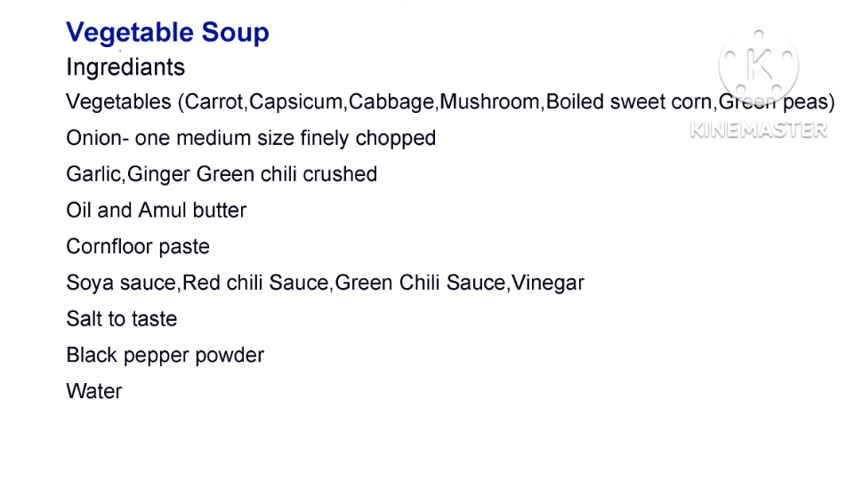 Vegetable Soup
Ingrediants
Vegetables (Carrot,Capsicum,Cabbage,Mushroom,Boiled sweet corn,Green peas)
Onion- one medium size finely chopped
Garlic,Ginger Green chili crushed
Oil and Amul butter
Cornfloor paste
Soya sauce,Red chili Sauce,Green Chili Sauce,Vinegar
Salt to taste
Black pepper powder
Water
K
KINEMASTER